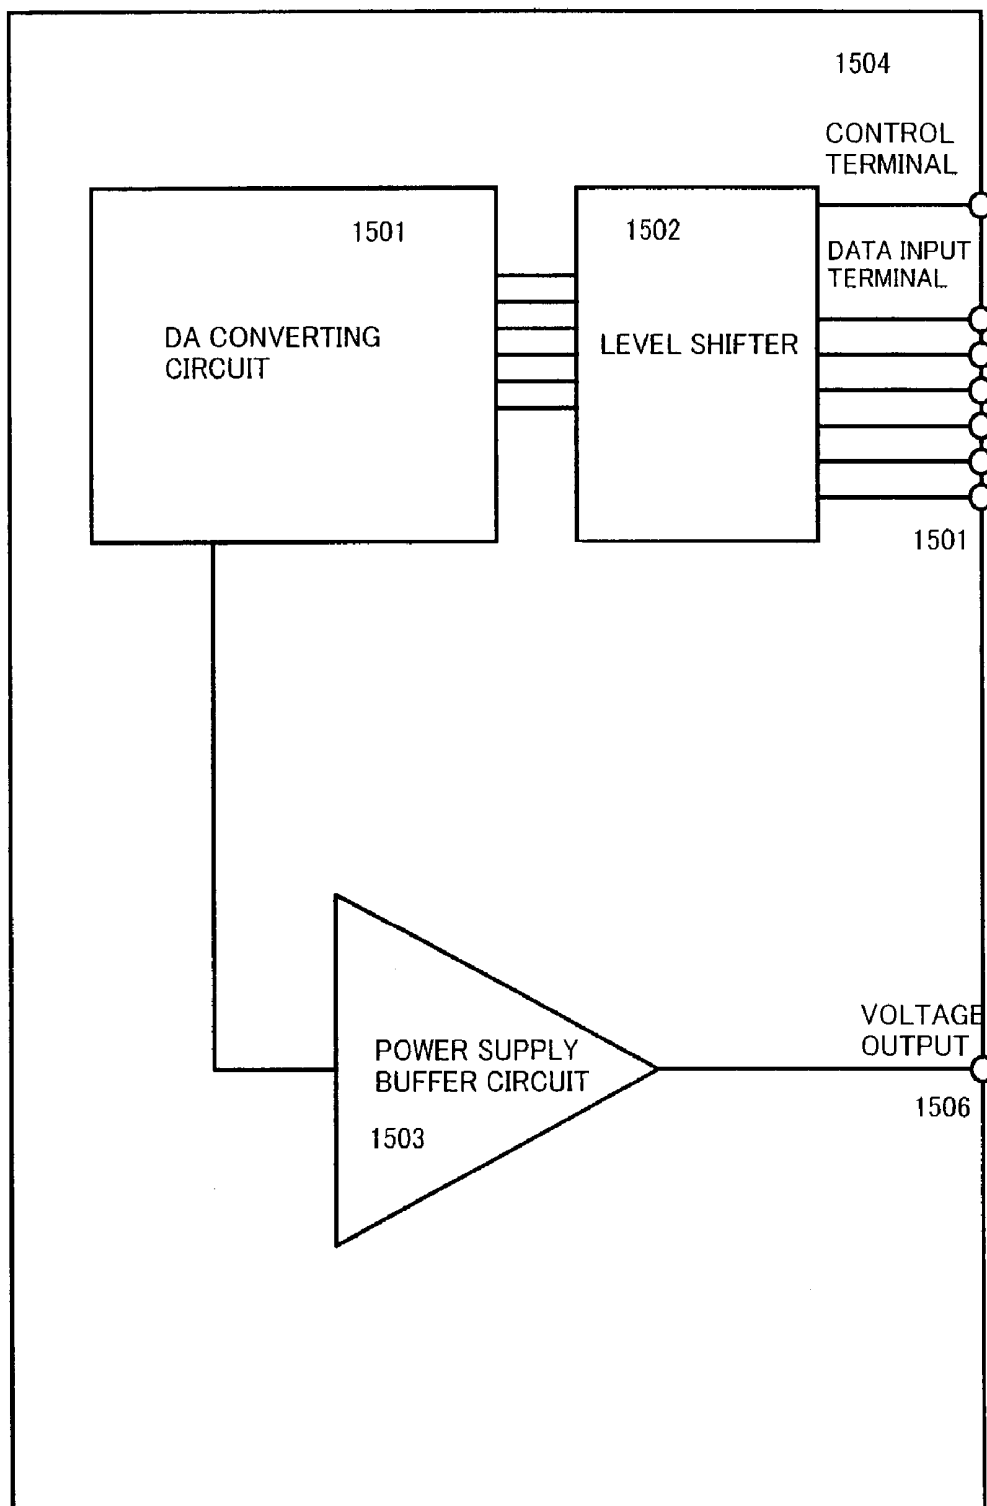 1504
CONTROL
TERMINAL
1501
1502
DATA INPUT
TERMINAL
DA CONVERTING
CIRCUIT
LEVEL SHIFTER
1501
VOLTAGE
OUTPUT
POWER SUPPLY
BUFFER CIRCUIT
1506
1503